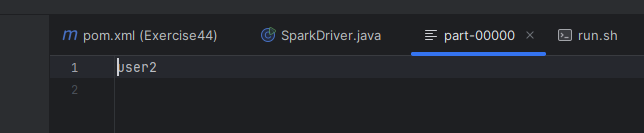 pom.xml (Exercise44) SparkDriver.java part-00000 run.sh
1 user2
2